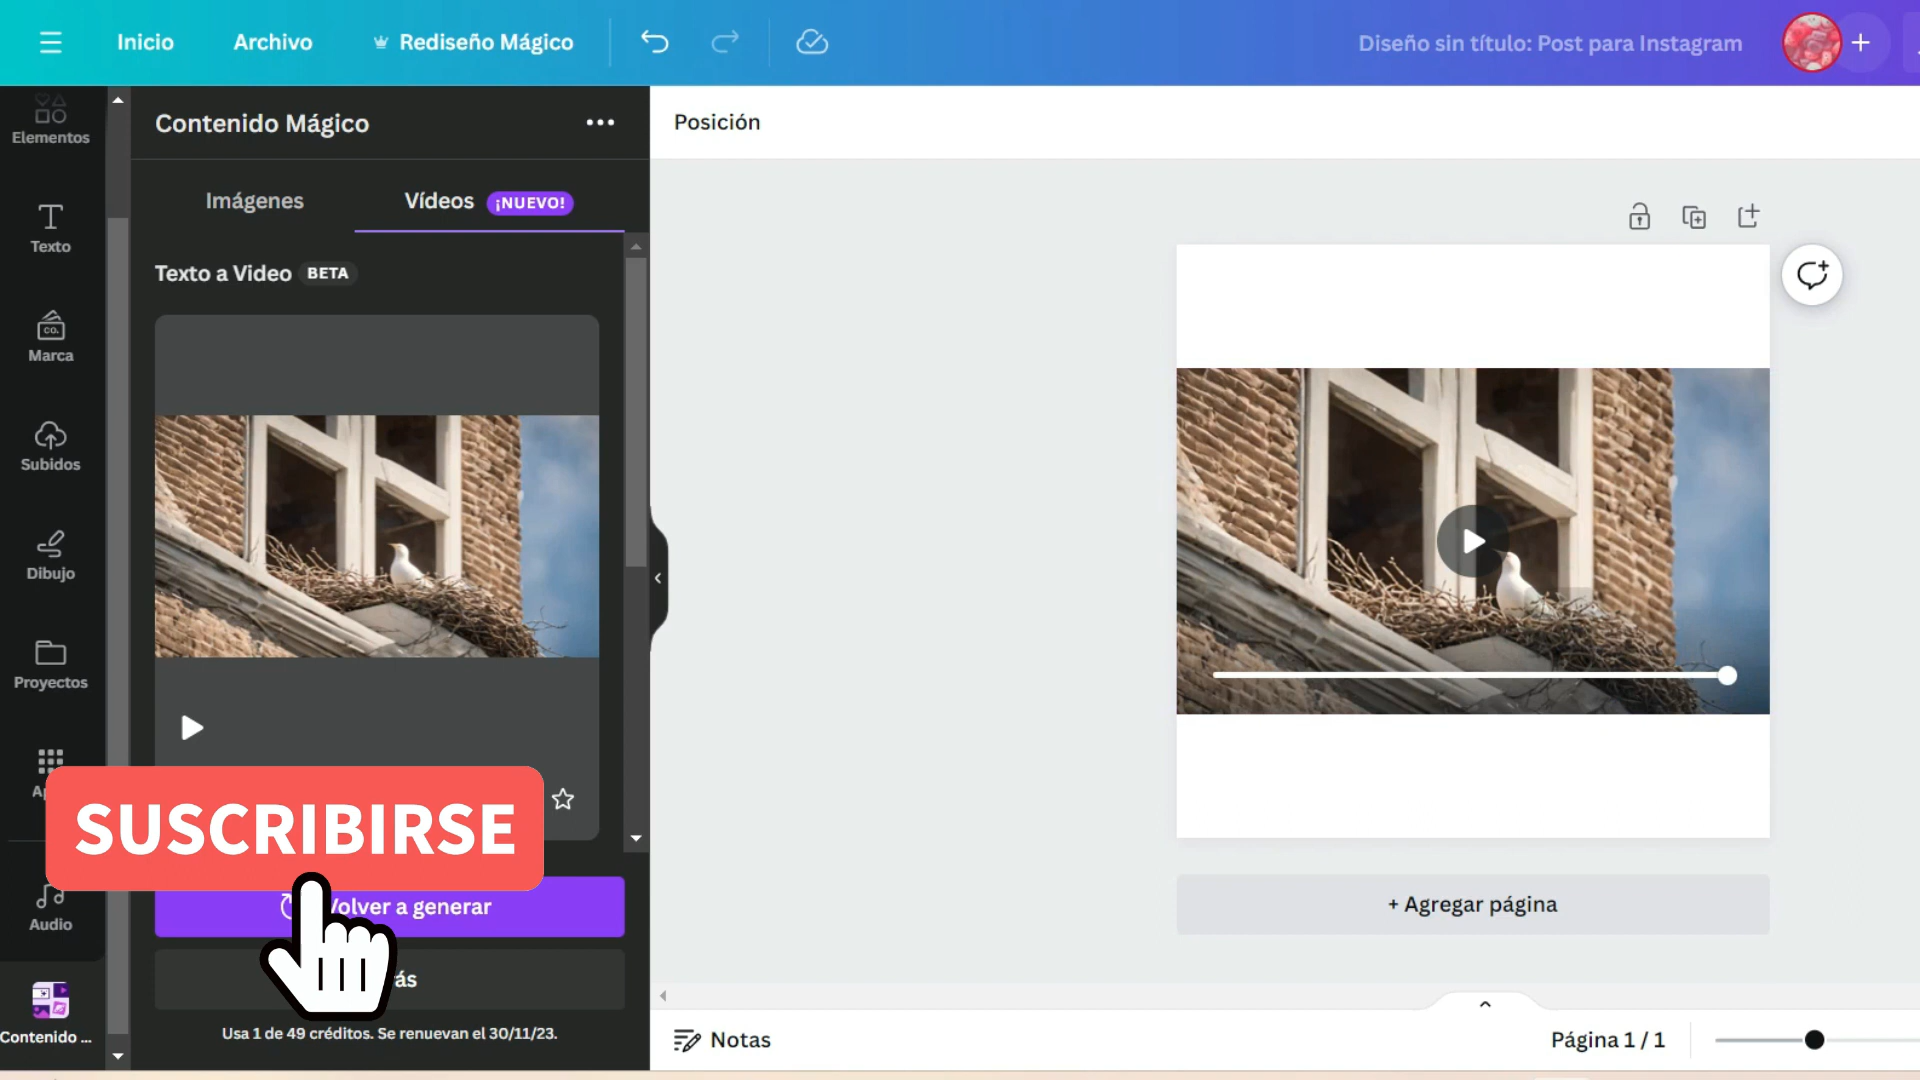 Inicio
Archivo
Rediseño Mágico
Diseño sin título: Post para Instagram
Elementos
Texto
Marca
CO.
Subidos
Dibujo
Proyectos
Audio
Contenido ...
Contenido Mágico
Imágenes
Vídeos ¡NUEVO!
Texto a Video BETA
SUSCRIBIRSE
Volver a generar
Usa 1 de 49 créditos. Se renuevan el 30/11/23.
Posición
+ Agregar página
Notas
Página 1 / 1